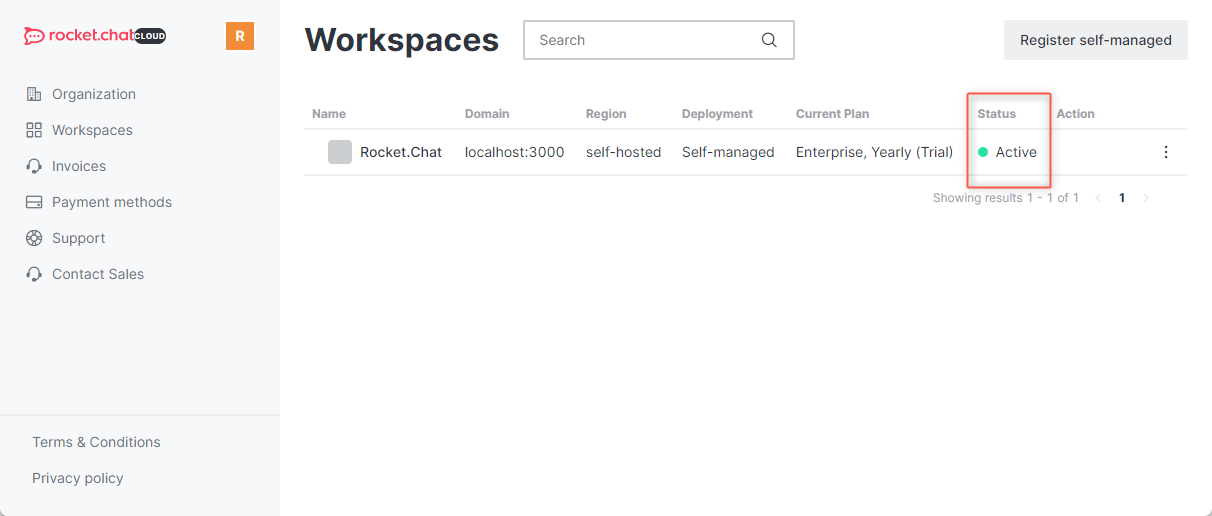 rocket.chat CLOUD
R
Organization
Workspaces
Invoices
Payment methods
Support
Contact Sales
Terms & Conditions
Privacy policy
Workspaces
Search
Register self-managed
Name Domain Region Deployment Current Plan Status Action
Rocket.Chat localhost:3000 self-hosted Self-managed Enterprise, Yearly (Trial) Active
Showing results 1 - 1 of 1 1